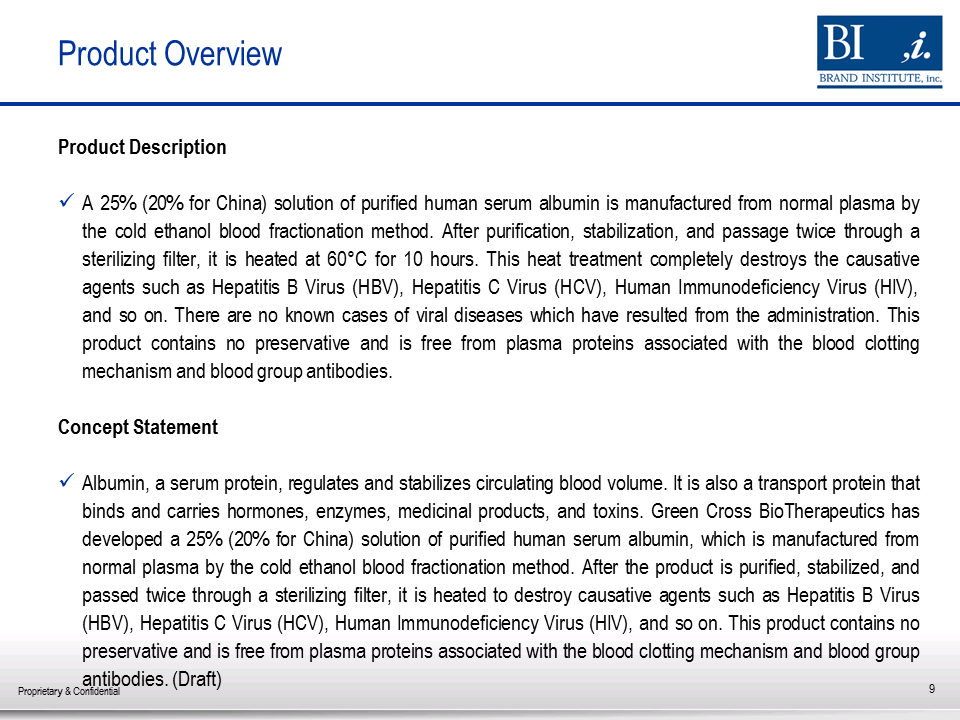 Product Overview
BI ,i.
BRAND INSTITUTE, inc.
Product Description
✓ A 25% (20% for China) solution of purified human serum albumin is manufactured from normal plasma by
the cold ethanol blood fractionation method. After purification, stabilization, and passage twice through a
sterilizing filter, it is heated at 60°C for 10 hours. This heat treatment completely destroys the causative
agents such as Hepatitis B Virus (HBV), Hepatitis C Virus (HCV), Human Immunodeficiency Virus (HIV),
and so on. There are no known cases of viral diseases which have resulted from the administration. This
product contains no preservative and is free from plasma proteins associated with the blood clotting
mechanism and blood group antibodies.
Concept Statement
✓ Albumin, a serum protein, regulates and stabilizes circulating blood volume. It is also a transport protein that
binds and carries hormones, enzymes, medicinal products, and toxins. Green Cross BioTherapeutics has
developed a 25% (20% for China) solution of purified human serum albumin, which is manufactured from
normal plasma by the cold ethanol blood fractionation method. After the product is purified, stabilized, and
passed twice through a sterilizing filter, it is heated to destroy causative agents such as Hepatitis B Virus
(HBV), Hepatitis C Virus (HCV), Human Immunodeficiency Virus (HIV), and so on. This product contains no
preservative and is free from plasma proteins associated with the blood clotting mechanism and blood group
antibodies. (Draft)
Proprietary & Confidential
9